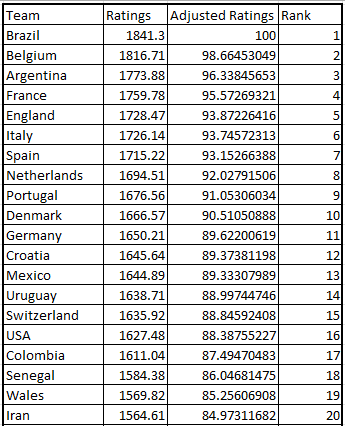 Team Ratings Adjusted Ratings Rank
Brazil 1841.3 100 1
Belgium 1816.71 98.66453049 2
Argentina 1773.88 96.33845653 3
France 1759.78 95.57269321 4
England 1728.47 93.87226416 5
Italy 1726.14 93.74572313 6
Spain 1715.22 93.15266388 7
Netherlands 1694.51 92.02791506 8
Portugal 1676.56 91.05306034 9
Denmark 1666.57 90.51050888 10
Germany 1650.21 89.62200619 11
Croatia 1645.64 89.37381198 12
Mexico 1644.89 89.33307989 13
Uruguay 1638.71 88.99744746 14
Switzerland 1635.92 88.84592408 15
USA 1627.48 88.38755227 16
Colombia 1611.04 87.49470483 17
Senegal 1584.38 86.04681475 18
Wales 1569.82 85.25606908 19
Iran 1564.61 84.97311682 20